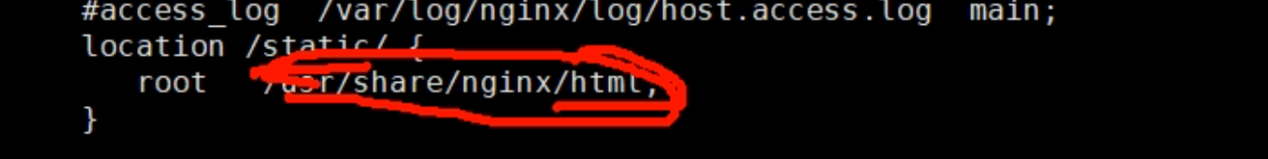 #access_log  /var/log/nginx/log/host.access.log  main;
location /static/ {
root   /usr/share/nginx/html;
}